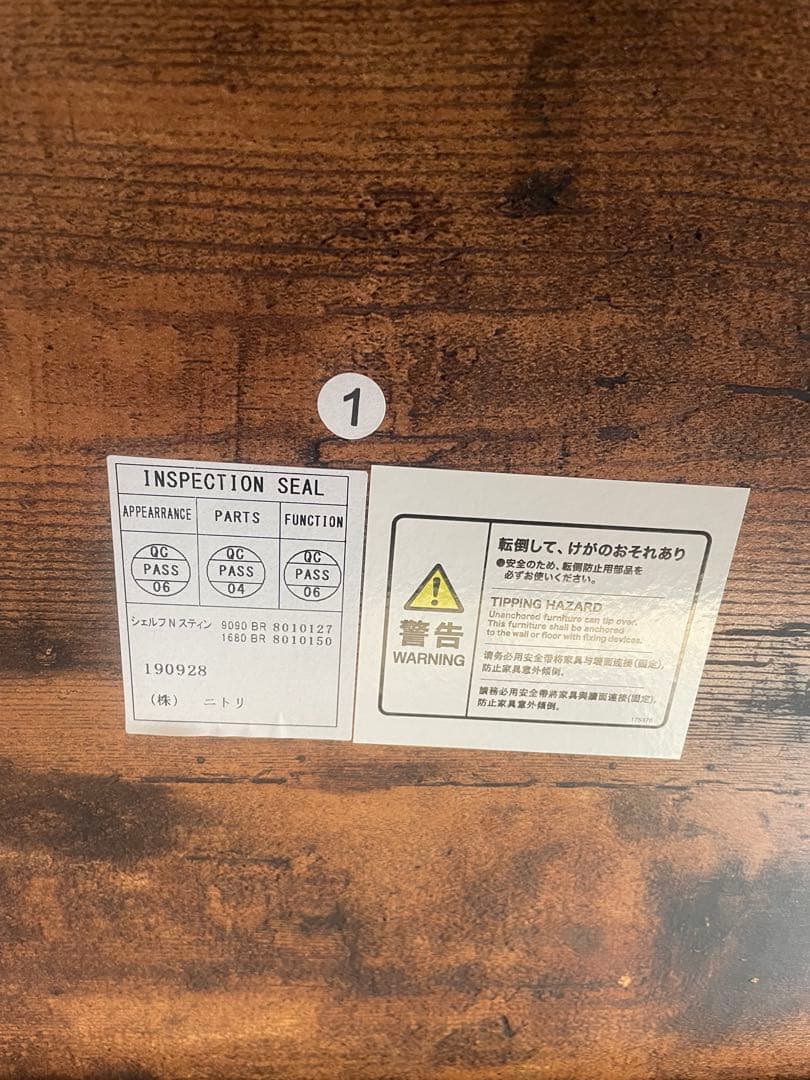 1
INSPECTION SEAL
APPEARRANCE PARTS FUNCTION
QC PASS 06
QC PASS 04
QC PASS 06
シェルフNスティン 9090 BR 8010127
1680 BR 8010150
190928
(株) ニトリ
警告
WARNING
転倒して、けがのおそれあり
●安全のため、転倒防止用部品を
必ずお使いください。
TIPPING HAZARD
Unanchored furniture can tip over.
This furniture shall be anchored
to the wall or floor with fixing devices.
请务必用安全带将家具与墙面连接(固定),
防止家具意外倾倒。
請務必用安全帶將家具與牆面連接(固定),
防止家具意外傾倒。